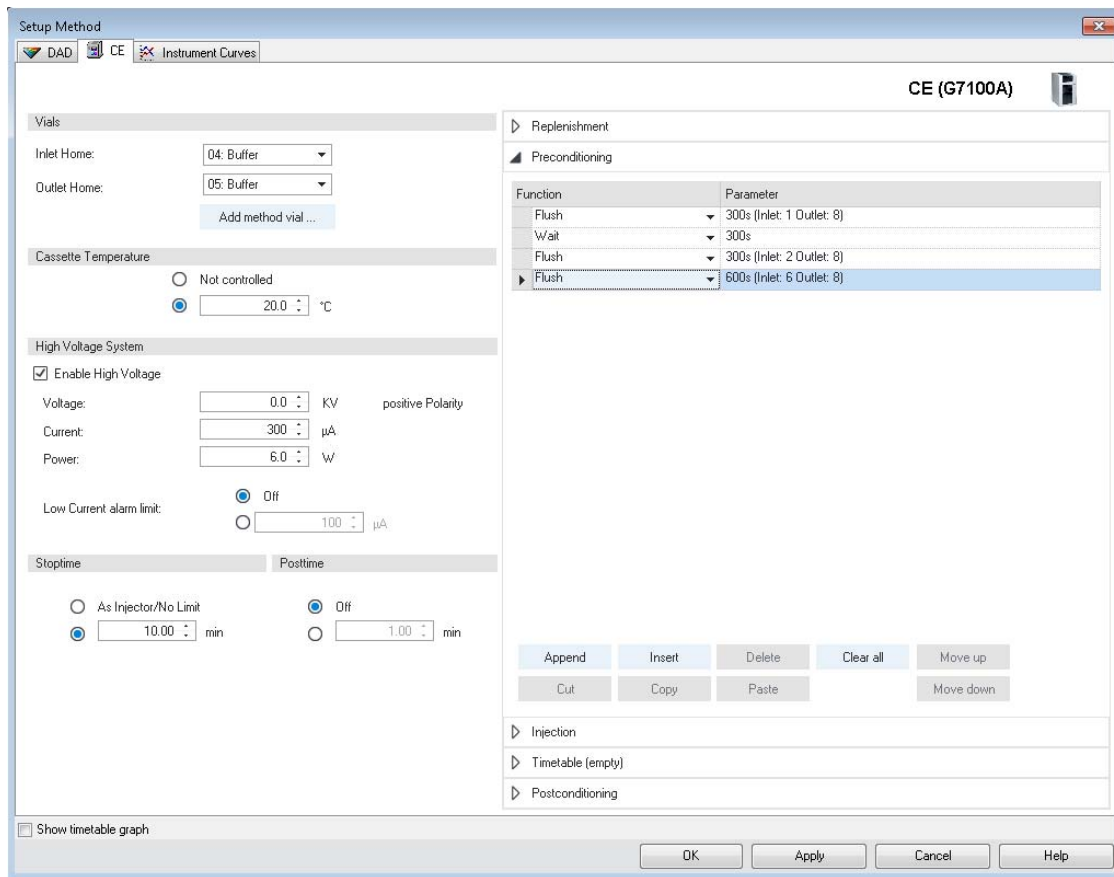 Setup Method
DAD CE Instrument Curves
CE (G7100A)
Vials
Inlet Home: 04: Buffer
Outlet Home: 05: Buffer
Add method vial ...
Cassette Temperature
Not controlled
20.0 °C
High Voltage System
Enable High Voltage
Voltage: 0.0 KV positive Polarity
Current: 300 µA
Power: 6.0 W
Low Current alarm limit: Off
100 µA
Stoptime Posttime
As Injector/No Limit Off
10.00 min 1.00 min
Replenishment
Preconditioning
Function Parameter
Flush 300s (Inlet: 1 Outlet: 8)
Wait 300s
Flush 300s (Inlet: 2 Outlet: 8)
Flush 600s (Inlet: 6 Outlet: 8)
Append Insert Delete Clear all Move up
Cut Copy Paste Move down
Injection
Timetable (empty)
Postconditioning
Show timetable graph
OK Apply Cancel Help